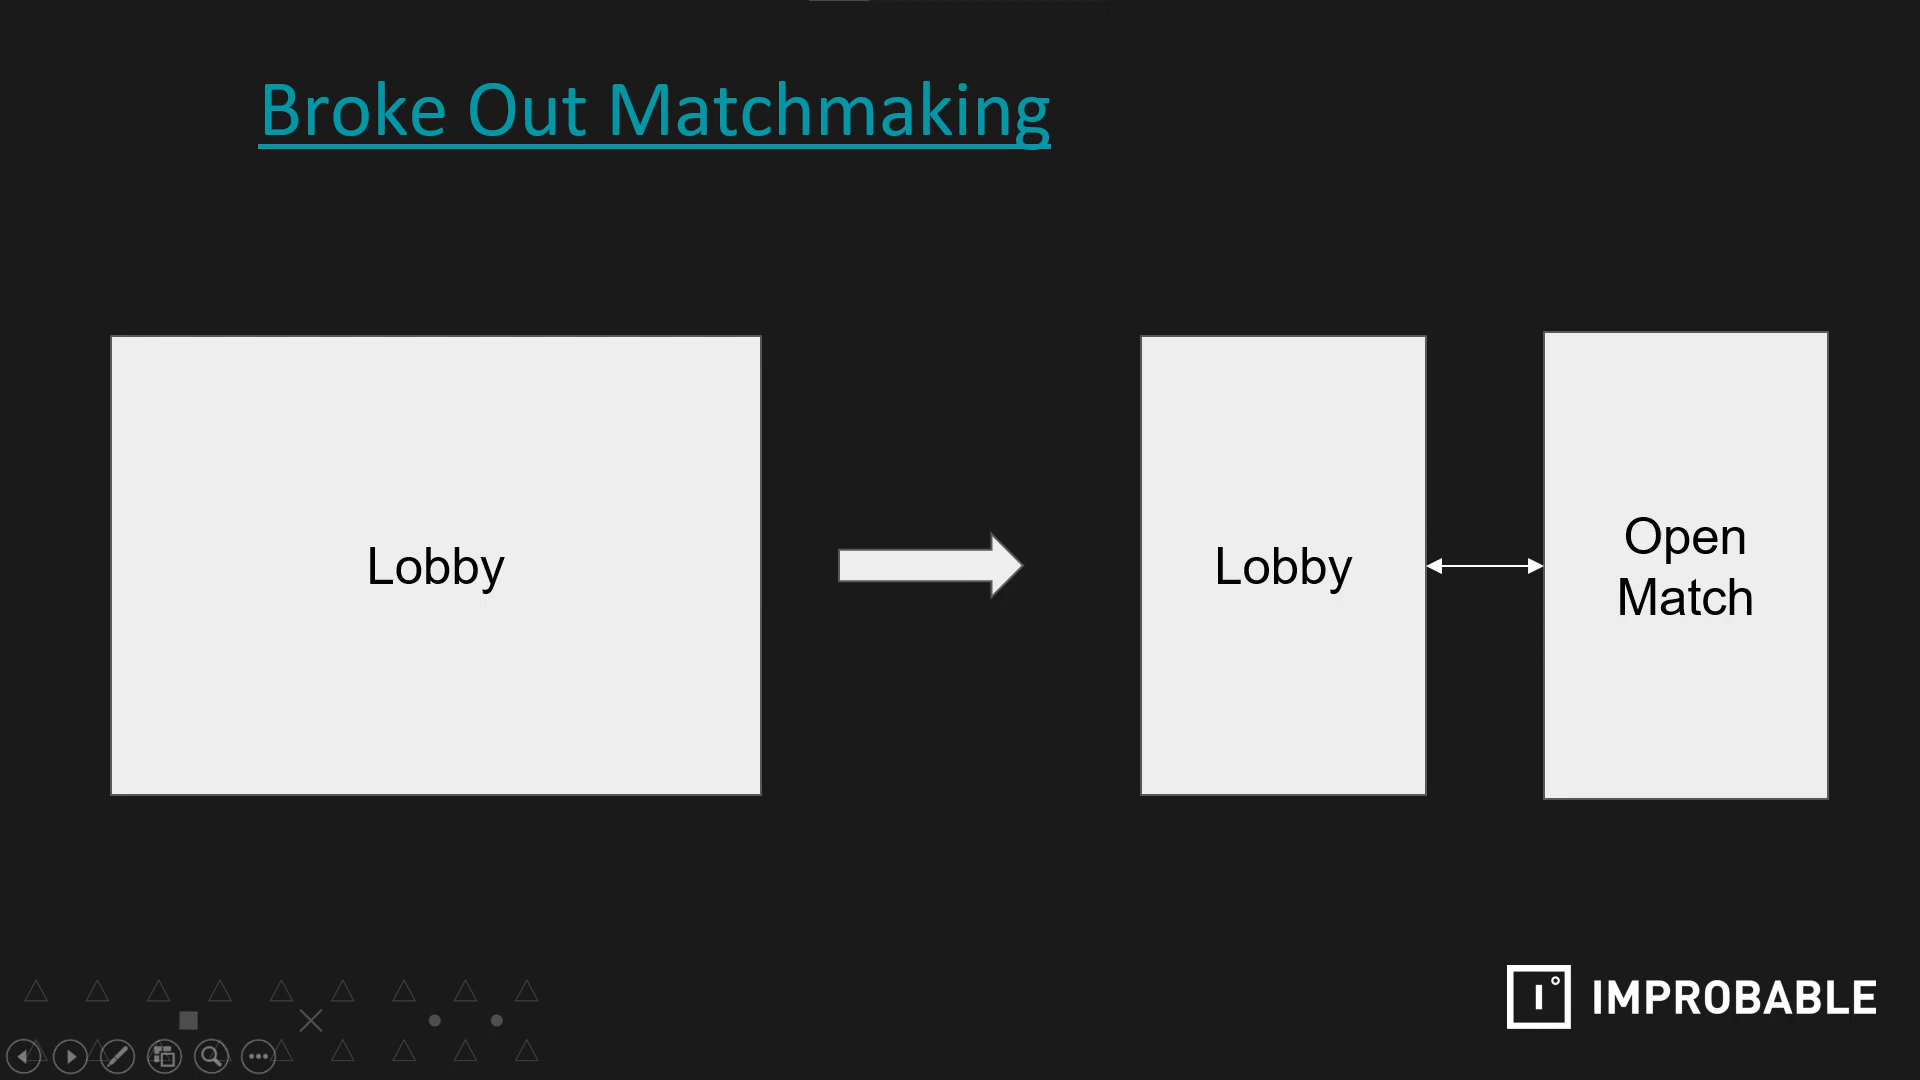 Broke Out Matchmaking
Lobby
Lobby
Open
Match
IMPROBABLE